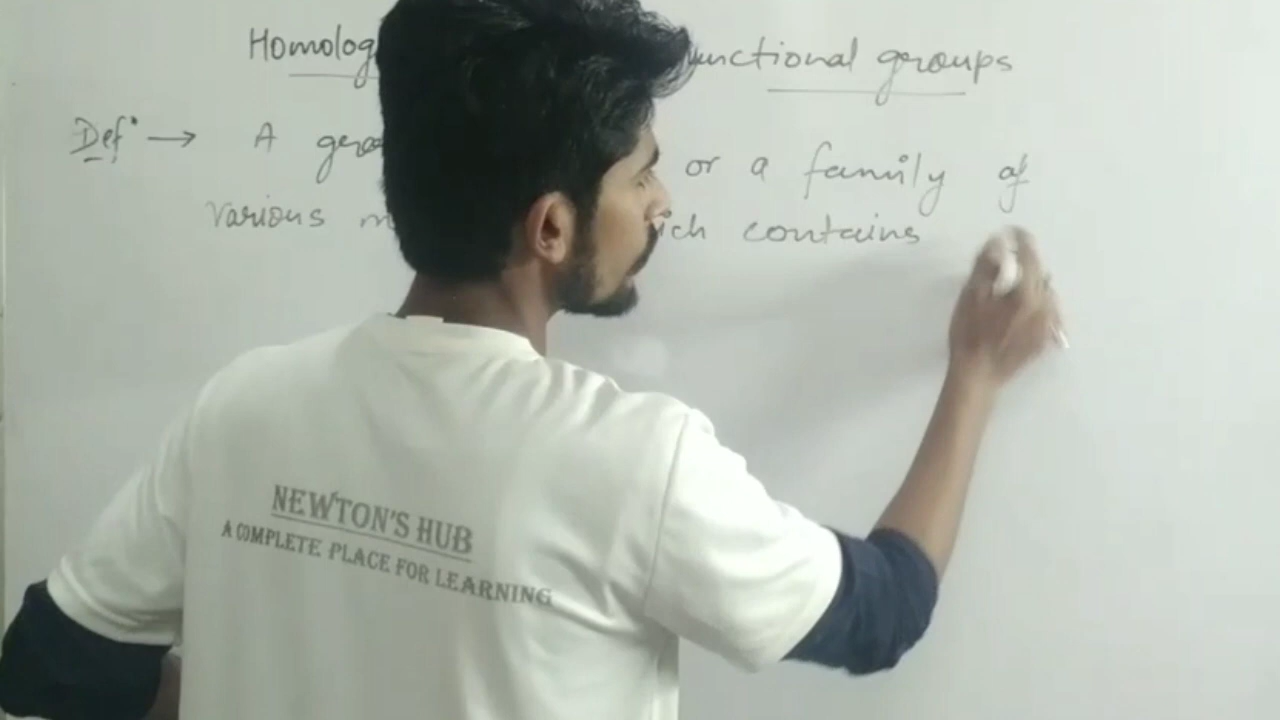 Homolog unctional groups
Def → A gro or a family of
various m ich contains
NEWTON'S HUB
A COMPLETE PLACE FOR LEARNING